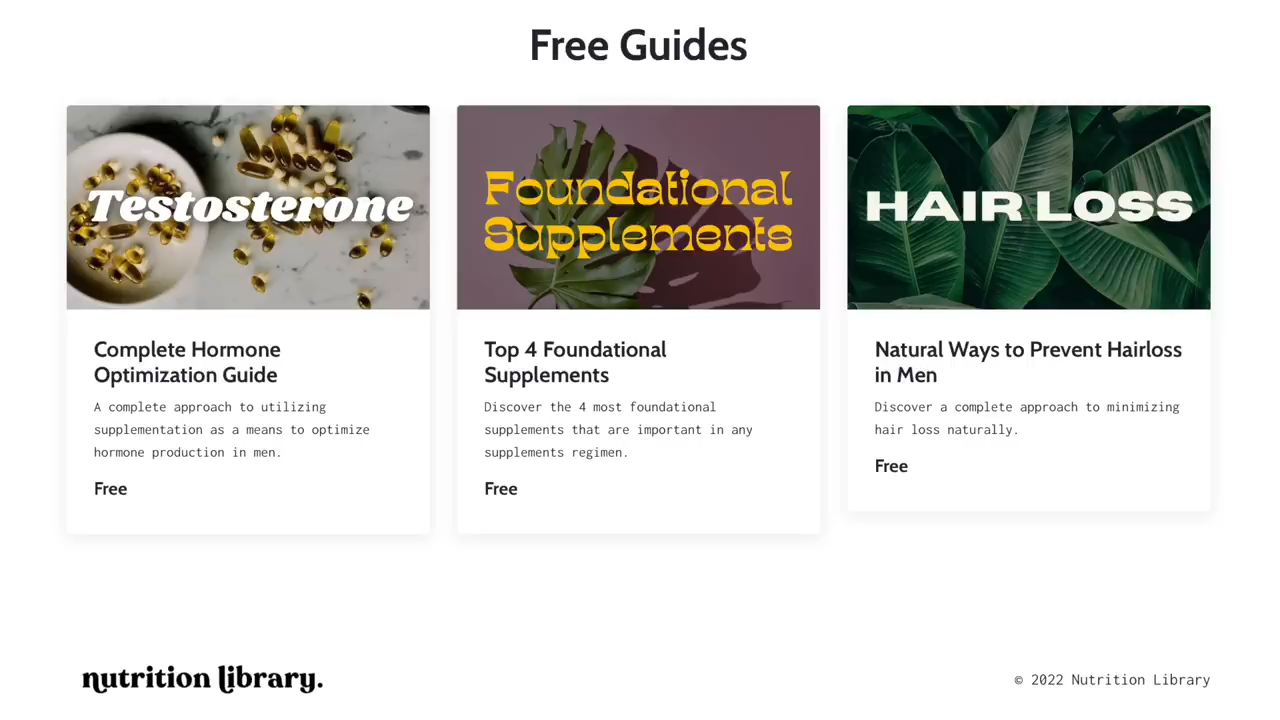 Free Guides
Testosterone
Complete Hormone
Optimization Guide
A complete approach to utilizing
supplementation as a means to optimize
hormone production in men.
Free
Foundational
Supplements
Top 4 Foundational
Supplements
Discover the 4 most foundational
supplements that are important in any
supplements regimen.
Free
HAIR LOSS
Natural Ways to Prevent Hairloss
in Men
Discover a complete approach to minimizing
hair loss naturally.
Free
nutrition library.
© 2022 Nutrition Library